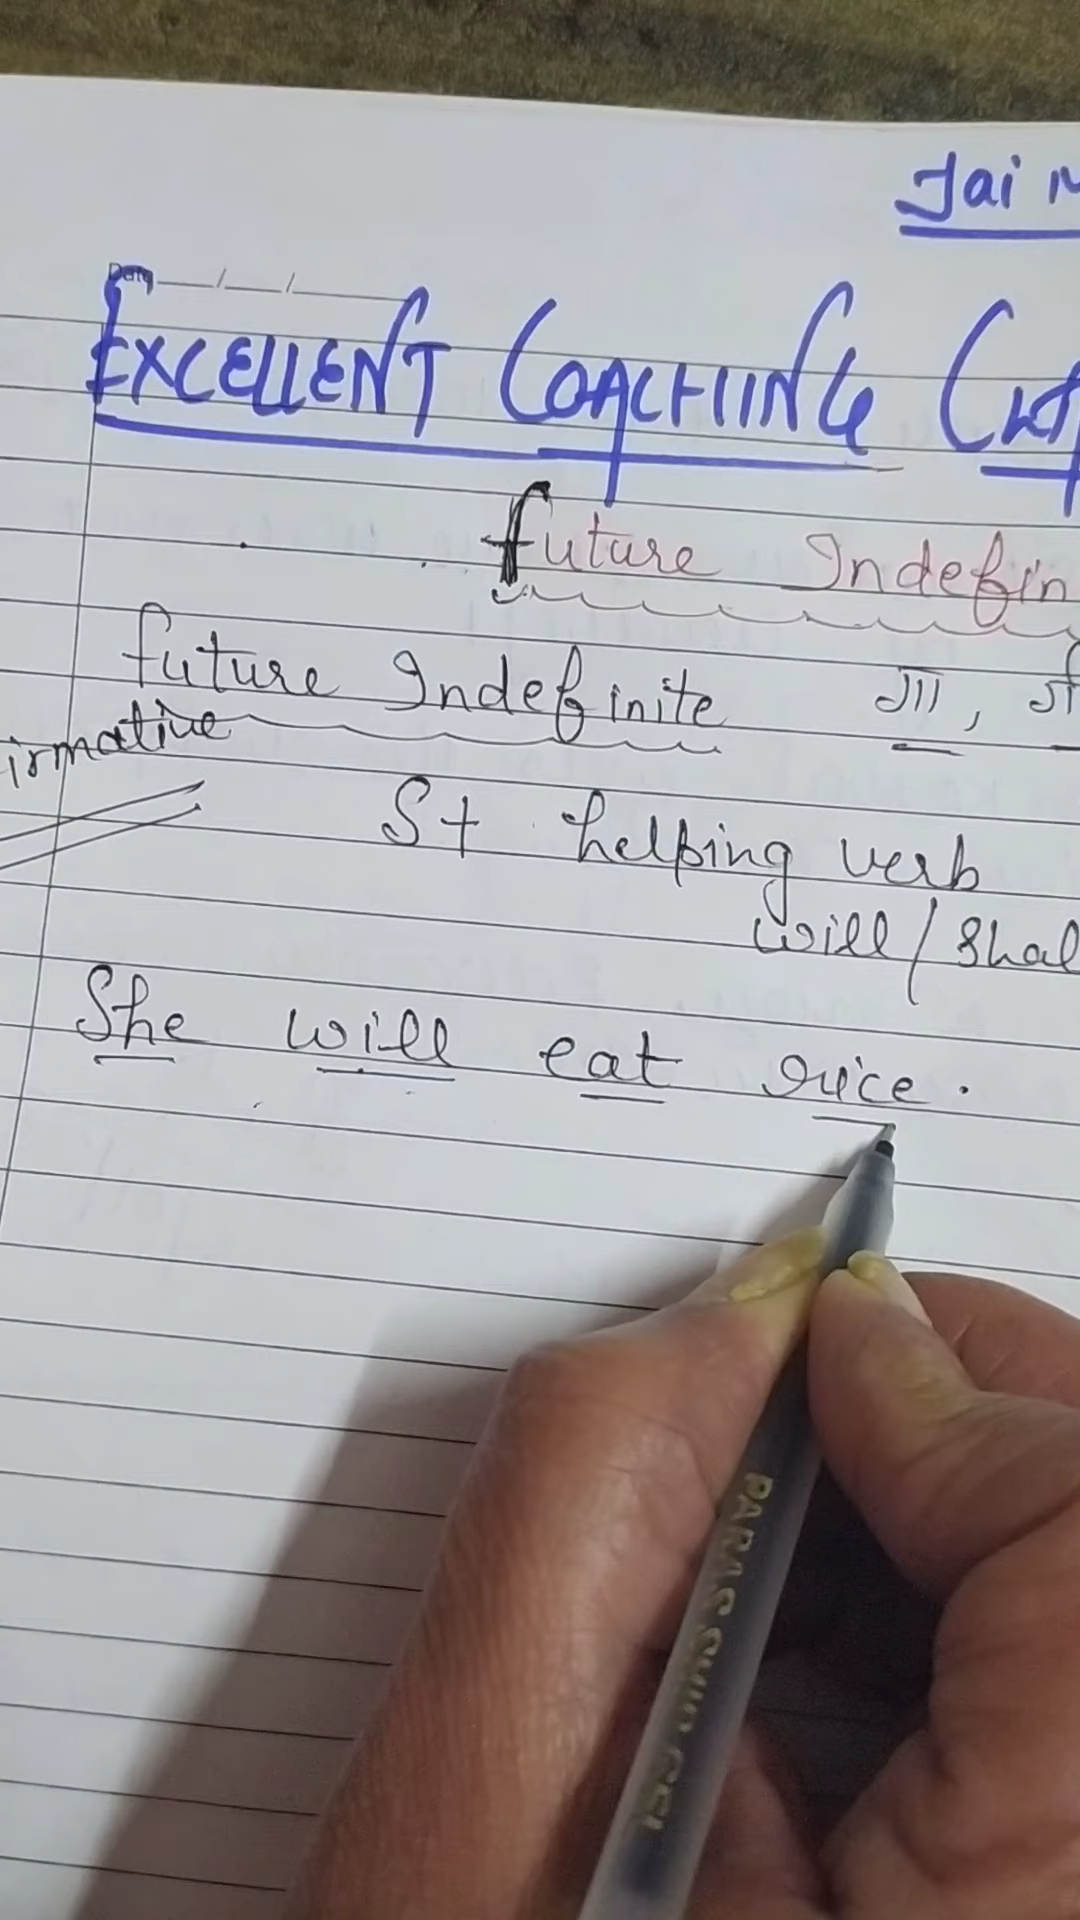 Jai
Date
EXCELLENT COACHING
Future Indefin
Future Indefinite गा,
irmative
S+ helping verb
will/Shal
She will eat rice.
PARAS